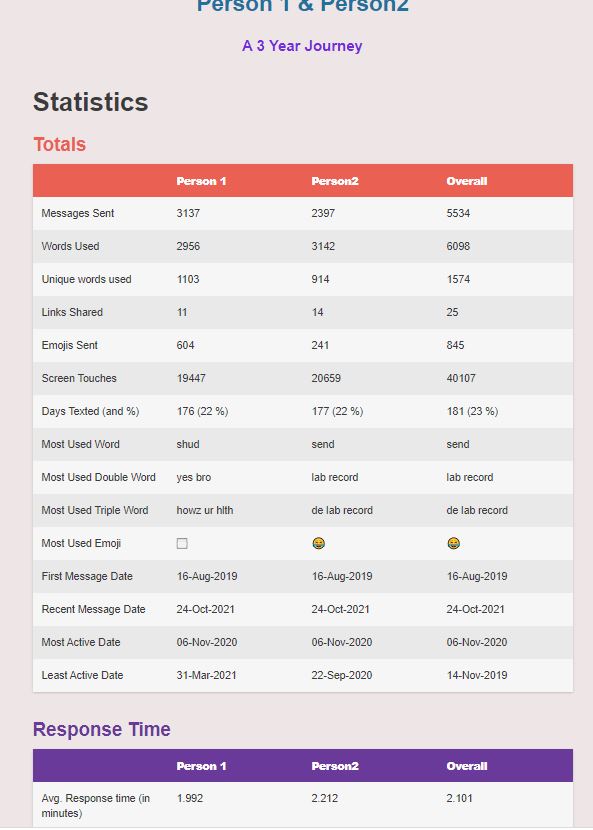 Person 1 & Person2
A 3 Year Journey
Statistics
Totals
Person 1 Person2 Overall
Messages Sent 3137 2397 5534
Words Used 2956 3142 6098
Unique words used 1103 914 1574
Links Shared 11 14 25
Emojis Sent 604 241 845
Screen Touches 19447 20659 40107
Days Texted (and %) 176 (22 %) 177 (22 %) 181 (23 %)
Most Used Word shud send send
Most Used Double Word yes bro lab record lab record
Most Used Triple Word howz ur hlth de lab record de lab record
Most Used Emoji 😂 😂
First Message Date 16-Aug-2019 16-Aug-2019 16-Aug-2019
Recent Message Date 24-Oct-2021 24-Oct-2021 24-Oct-2021
Most Active Date 06-Nov-2020 06-Nov-2020 06-Nov-2020
Least Active Date 31-Mar-2021 22-Sep-2020 14-Nov-2019
Response Time
Person 1 Person2 Overall
Avg. Response time (in 1.992 2.212 2.101
minutes)